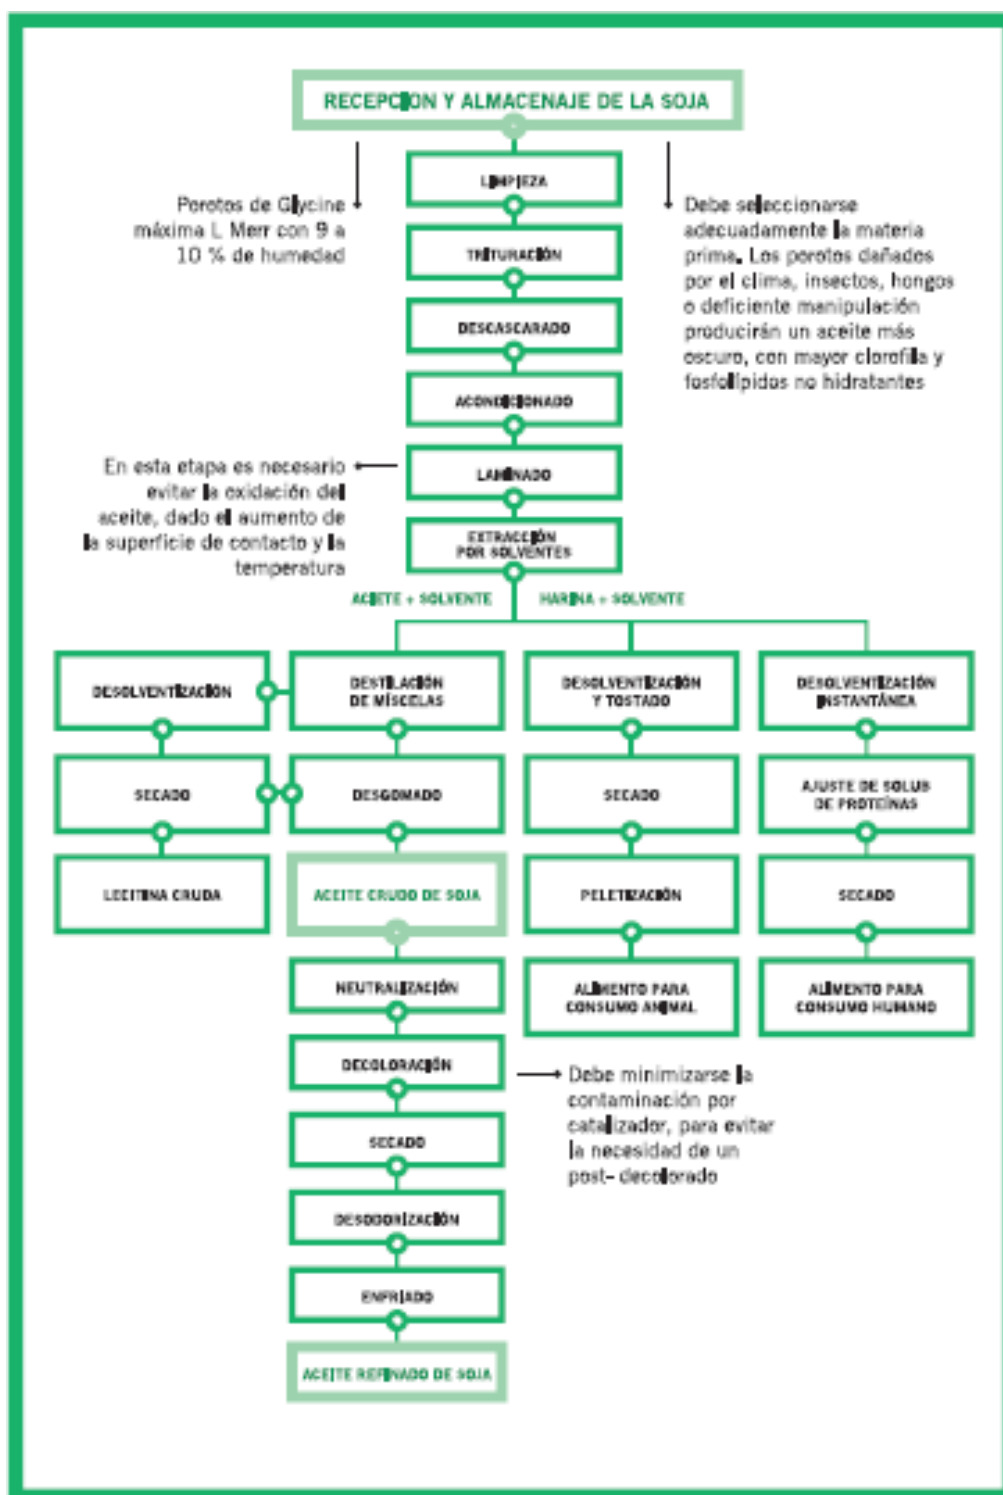 RECEPCION Y ALMACENAJE DE LA SOJA
LIMPIEZA
Porotos de Glycine
máxima L Merr con 9 a
10 % de humedad
Debe seleccionarse
adecuadamente la materia
prima. Los porotos dañados
por el clima, insectos, hongos
o deficiente manipulación
producirán un aceite más
oscuro, con mayor clorofila y
fosfolípidos no hidratantes
TRITURACIÓN
DESCASCARADO
ACONDICIONADO
LAMINADO
En esta etapa es necesario
evitar la oxidación del
aceite, dado el aumento de
la superficie de contacto y la
temperatura
EXTRACCIÓN
POR SOLVENTES
ACIETE + SOLVENTE
HARINA + SOLVENTE
DESOLVENTIZACIÓN
DESTILACIÓN
DE MÍSCELAS
DESOLVENTIZACIÓN
Y TOSTADO
DESOLVENTIZACIÓN
INSTANTÁNEA
SECADO
DESGOMADO
SECADO
AJUSTE DE SOLUB
DE PROTEÍNAS
LECITINA CRUDA
ACEITE CRUDO DE SOJA
PELETIZACIÓN
SECADO
NEUTRALIZACIÓN
ALIMENTO PARA
CONSUMO ANIMAL
ALIMENTO PARA
CONSUMO HUMANO
DECOLORACIÓN
Debe minimizarse la
contaminación por
catalizador, para evitar
la necesidad de un
post- decolorado
SECADO
DESODORIZACIÓN
ENFRÍADO
ACEITE REFINADO DE SOJA